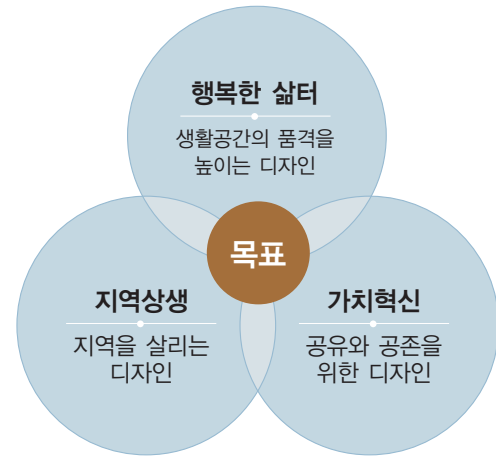 행복한 삶터
생활공간의 품격을
높이는 디자인
목표
지역상생
지역을 살리는
디자인
가치혁신
공유와 공존을
위한 디자인